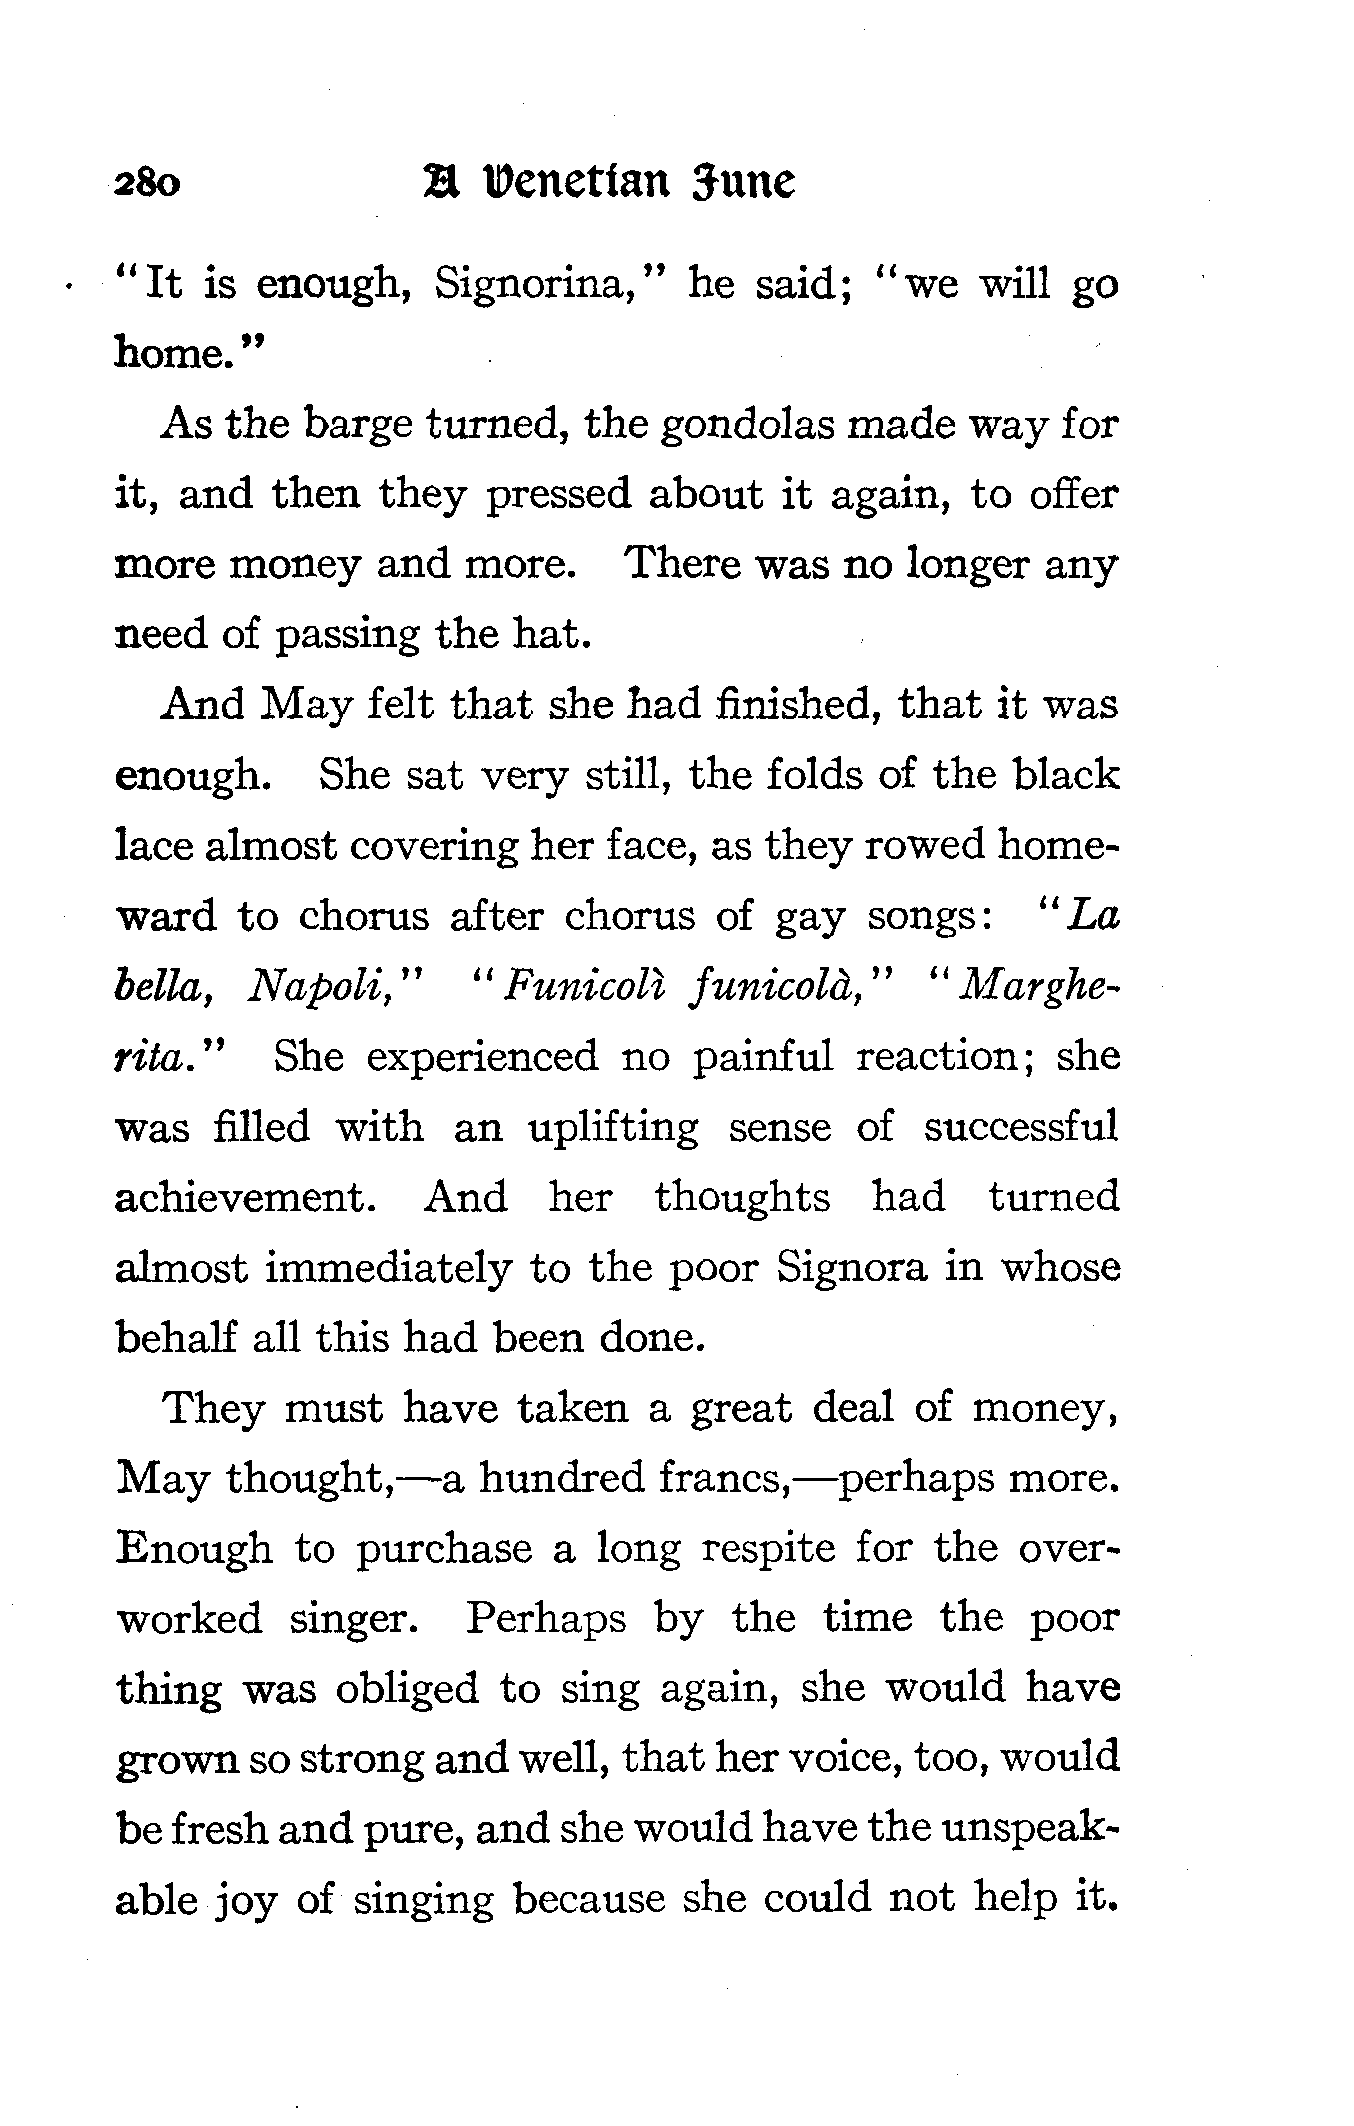 280 A Venetian June
"It is enough, Signorina," he said; "we will go
home."
As the barge turned, the gondolas made way for
it, and then they pressed about it again, to offer
more money and more. There was no longer any
need of passing the hat.
And May felt that she had finished, that it was
enough. She sat very still, the folds of the black
lace almost covering her face, as they rowed home-
ward to chorus after chorus of gay songs: "La
bella, Napoli," "Funicolì funicolà," "Marghe-
rita." She experienced no painful reaction; she
was filled with an uplifting sense of successful
achievement. And her thoughts had turned
almost immediately to the poor Signora in whose
behalf all this had been done.
They must have taken a great deal of money,
May thought,—a hundred francs,—perhaps more.
Enough to purchase a long respite for the over-
worked singer. Perhaps by the time the poor
thing was obliged to sing again, she would have
grown so strong and well, that her voice, too, would
be fresh and pure, and she would have the unspeak-
able joy of singing because she could not help it.